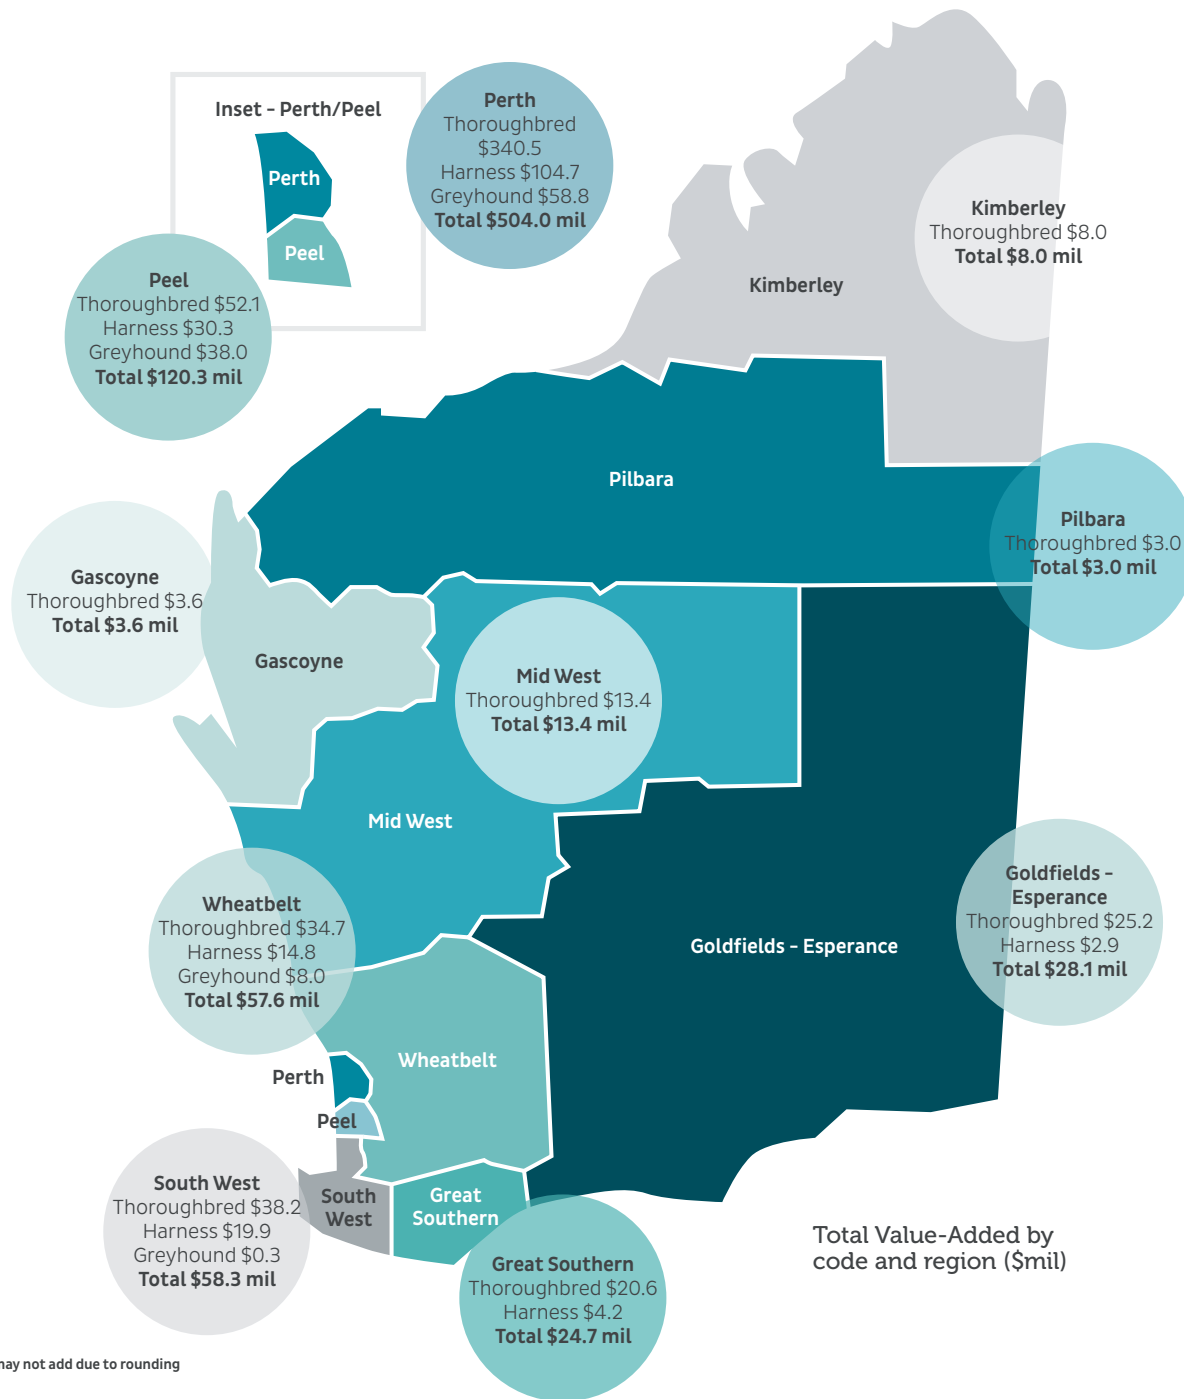 Inset - Perth/Peel
Perth
Peel
Perth
Thoroughbred
$340.5
Harness $104.7
Greyhound $58.8
Total $504.0 mil
Peel
Thoroughbred $52.1
Harness $30.3
Greyhound $38.0
Total $120.3 mil
Kimberley
Thoroughbred $8.0
Total $8.0 mil
Kimberley
Pilbara
Pilbara
Thoroughbred $3.0
Total $3.0 mil
Gascoyne
Thoroughbred $3.6
Total $3.6 mil
Gascoyne
Mid West
Thoroughbred $13.4
Total $13.4 mil
Mid West
Goldfields -
Esperance
Thoroughbred $25.2
Harness $2.9
Total $28.1 mil
Goldfields - Esperance
Wheatbelt
Thoroughbred $34.7
Harness $14.8
Greyhound $8.0
Total $57.6 mil
Wheatbelt
Perth
Peel
South West
Thoroughbred $38.2
Harness $19.9
Greyhound $0.3
Total $58.3 mil
South
West
Great
Southern
Great Southern
Thoroughbred $20.6
Harness $4.2
Total $24.7 mil
Total Value-Added by
code and region ($mil)
may not add due to rounding